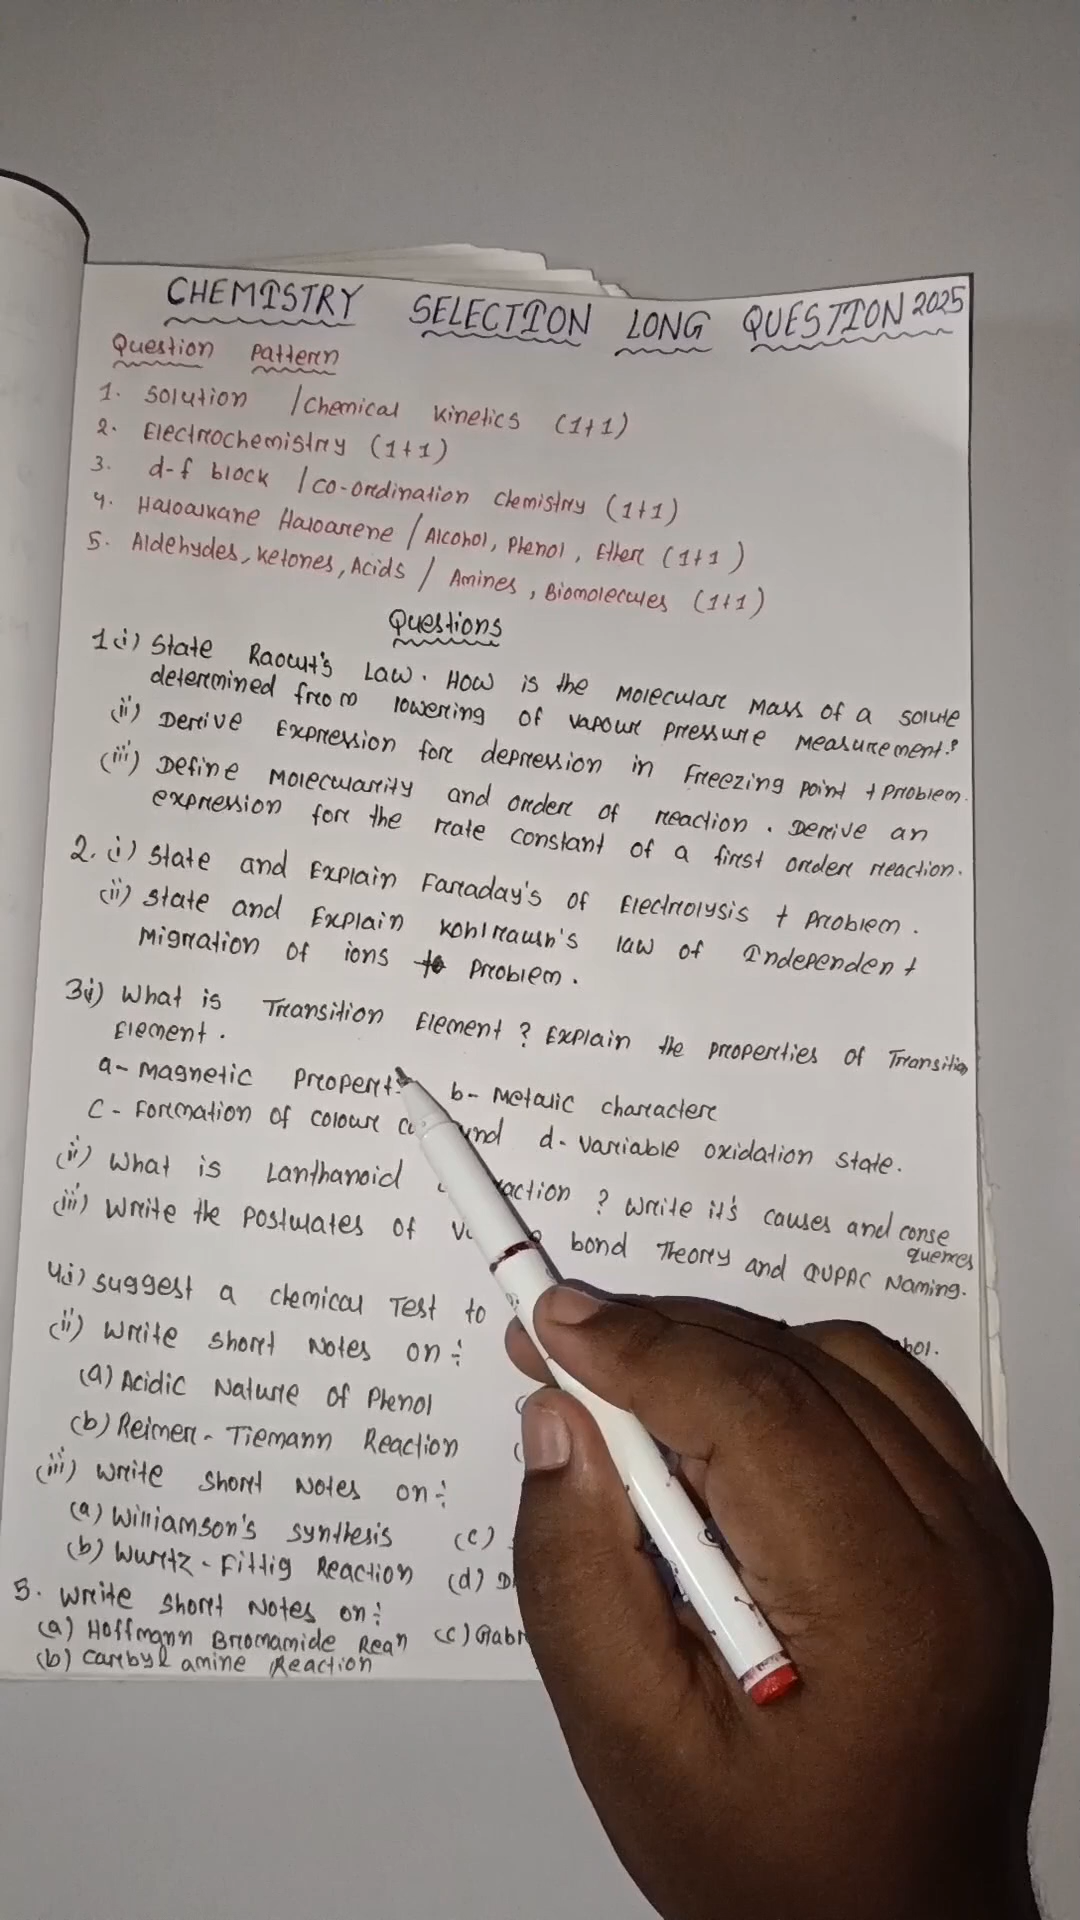 CHEMISTRY SELECTION LONG QUESTION 2025
Question Pattern
1. Solution / Chemical Kinetics (1+1)
2. Electrochemistry (1+1)
3. d-f block / co-ordination chemistry (1+1)
4. Haloalkane Haloarene / Alcohol, Phenol, Ether (1+1)
5. Aldehydes, Ketones, Acids / Amines, Biomolecules (1+1)
Questions
1(i) State Raoult's Law. How is the Molecular Mass of a solute
determined from lowering of vapour pressure Measurement?
(ii) Derive Expression for depression in Freezing point + Problem.
(iii) Define Molecularity and order of reaction. Derive an
expression for the rate constant of a first order reaction.
2. (i) State and Explain Faraday's of Electrolysis + Problem.
(ii) State and Explain Kohlraush's law of Independent
Migration of ions Problem.
3(i) What is Transition Element? Explain the properties of Transition
Element.
a- Magnetic b- Metalic character
c- Formation of colour d- variable oxidation state.
(ii) What is Lanthanoid ? Write it's causes and conse
quences
(iii) Write the Postulates of bond Theory and IUPAC Naming.
4(i) Suggest a chemical Test to
(ii) Write short Notes on:-
(a) Acidic Nature of Phenol
(b) Reimer-Tiemann Reaction
(iii) Write short Notes on:-
(a) Williamson's synthesis (c)
(b) Wurtz-Fittig Reaction (d)
5. Write short Notes on:-
(a) Hoffmann Bromamide Rean (c)
(b) Carbyl amine Reaction